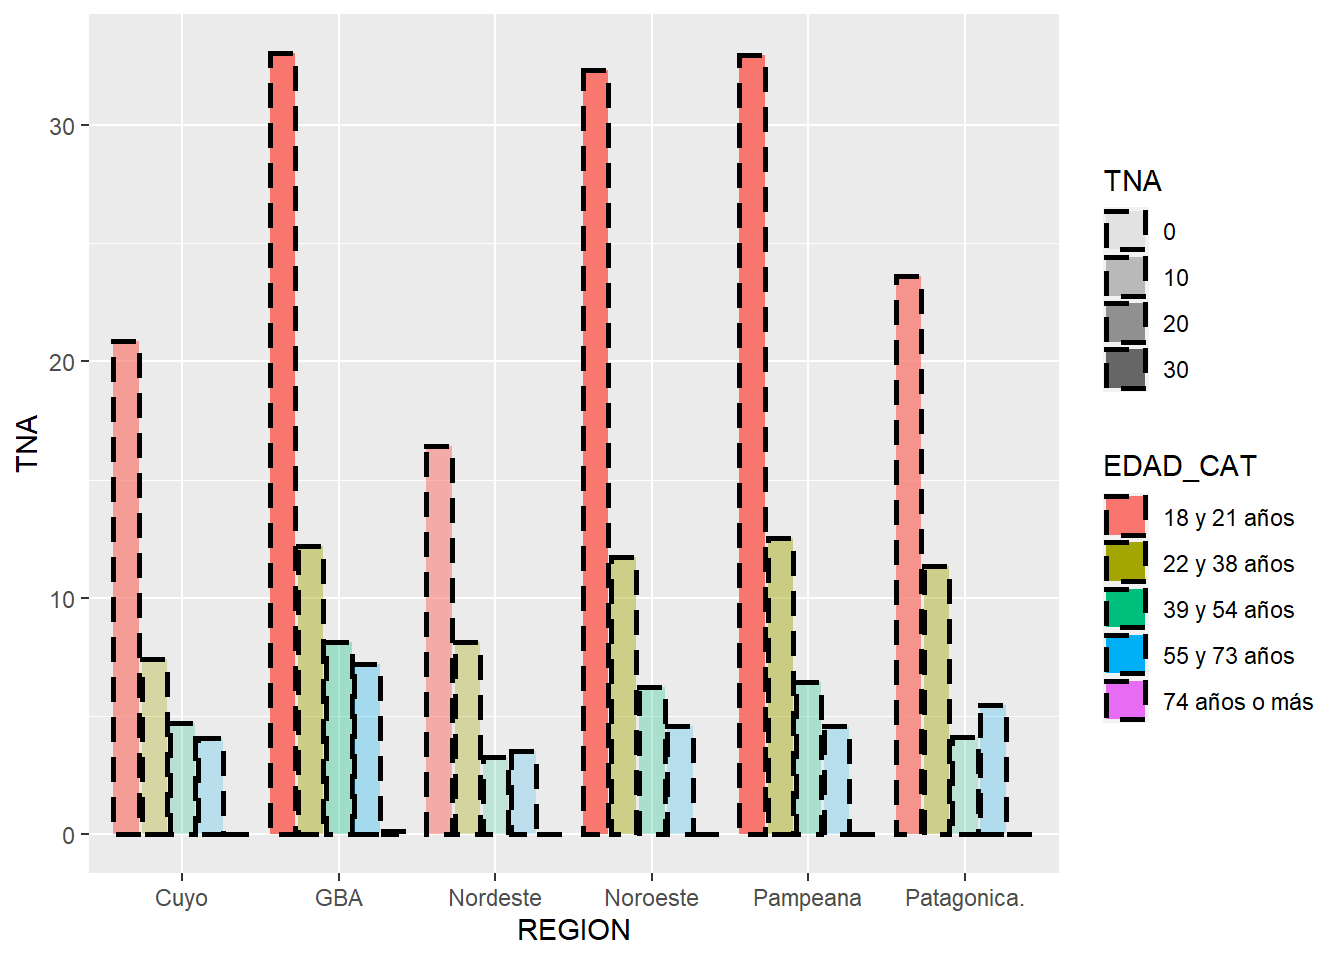 TNA
30
20
10
0
Cuyo
GBA
Nordeste
Noroeste
Pampeana
Patagonica.
REGION
TNA
0
10
20
30
EDAD_CAT
18 y 21 años
22 y 38 años
39 y 54 años
55 y 73 años
74 años o más